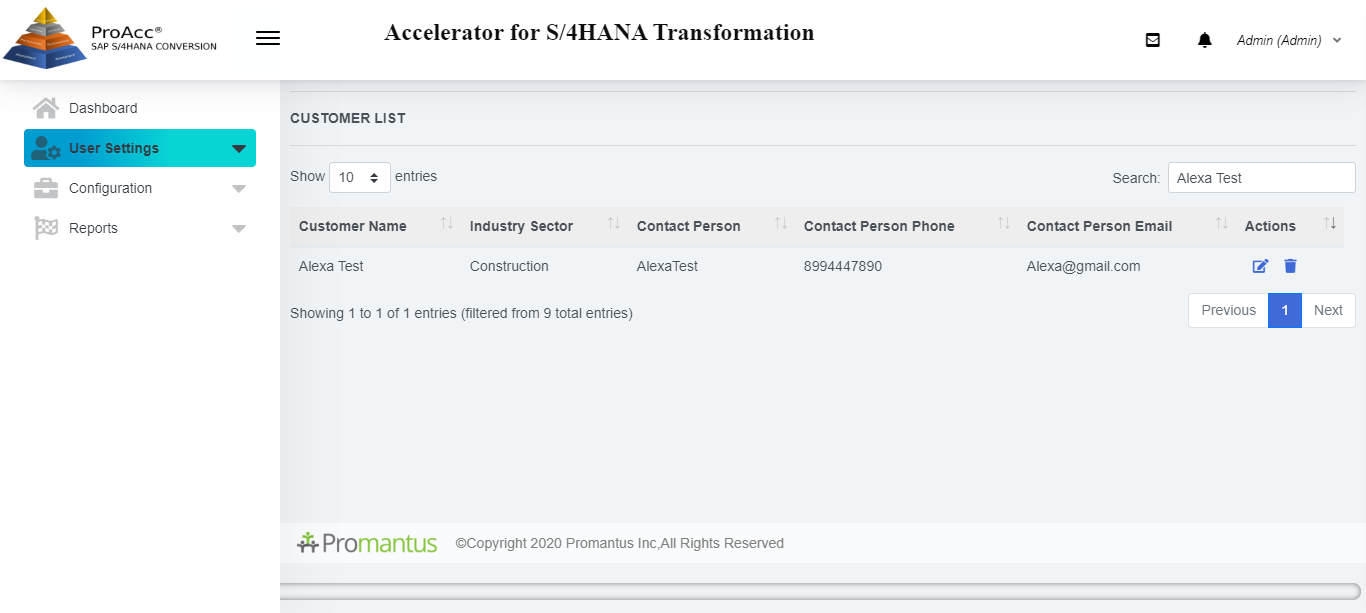 ProAcc®
SAP S/4HANA CONVERSION
Accelerator for S/4HANA Transformation
Admin (Admin)
Dashboard
User Settings
Configuration
Reports
CUSTOMER LIST
Show 10 entries
Search: Alexa Test
Customer Name Industry Sector Contact Person Contact Person Phone Contact Person Email Actions
Alexa Test Construction AlexaTest 8994447890 Alexa@gmail.com
Showing 1 to 1 of 1 entries (filtered from 9 total entries)
Previous 1 Next
Promantus ©Copyright 2020 Promantus Inc,All Rights Reserved